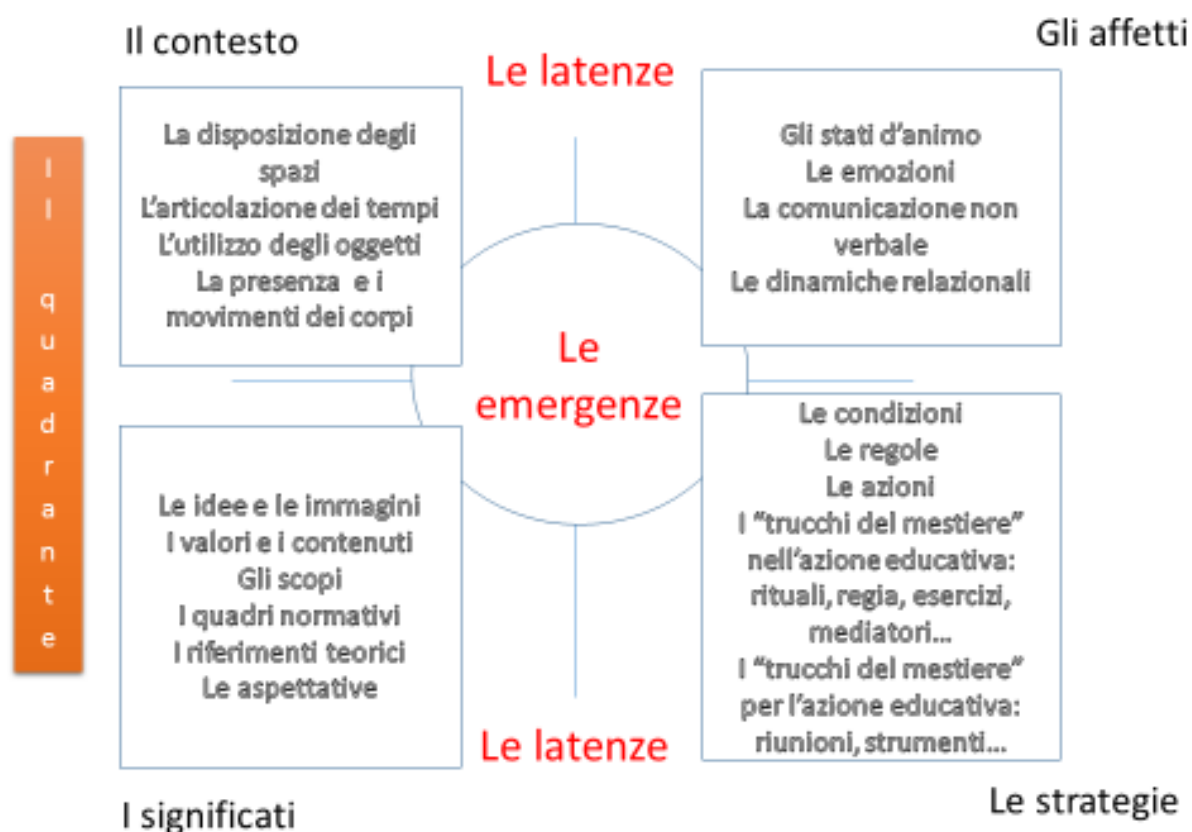 Il contesto
Gli affetti
Le latenze
Il quadrante
La disposizione degli
spazi
L'articolazione dei tempi
L'utilizzo degli oggetti
La presenza e i
movimenti dei corpi
Gli stati d'animo
Le emozioni
La comunicazione non
verbale
Le dinamiche relazionali
Le
emergenze
Le idee e le immagini
I valori e i contenuti
Gli scopi
I quadri normativi
I riferimenti teorici
Le aspettative
Le condizioni
Le regole
Le azioni
I “trucchi del mestiere”
nell'azione educativa:
rituali, regia, esercizi,
mediatori…
I “trucchi del mestiere”
per l'azione educativa:
riunioni, strumenti…
Le latenze
I significati
Le strategie